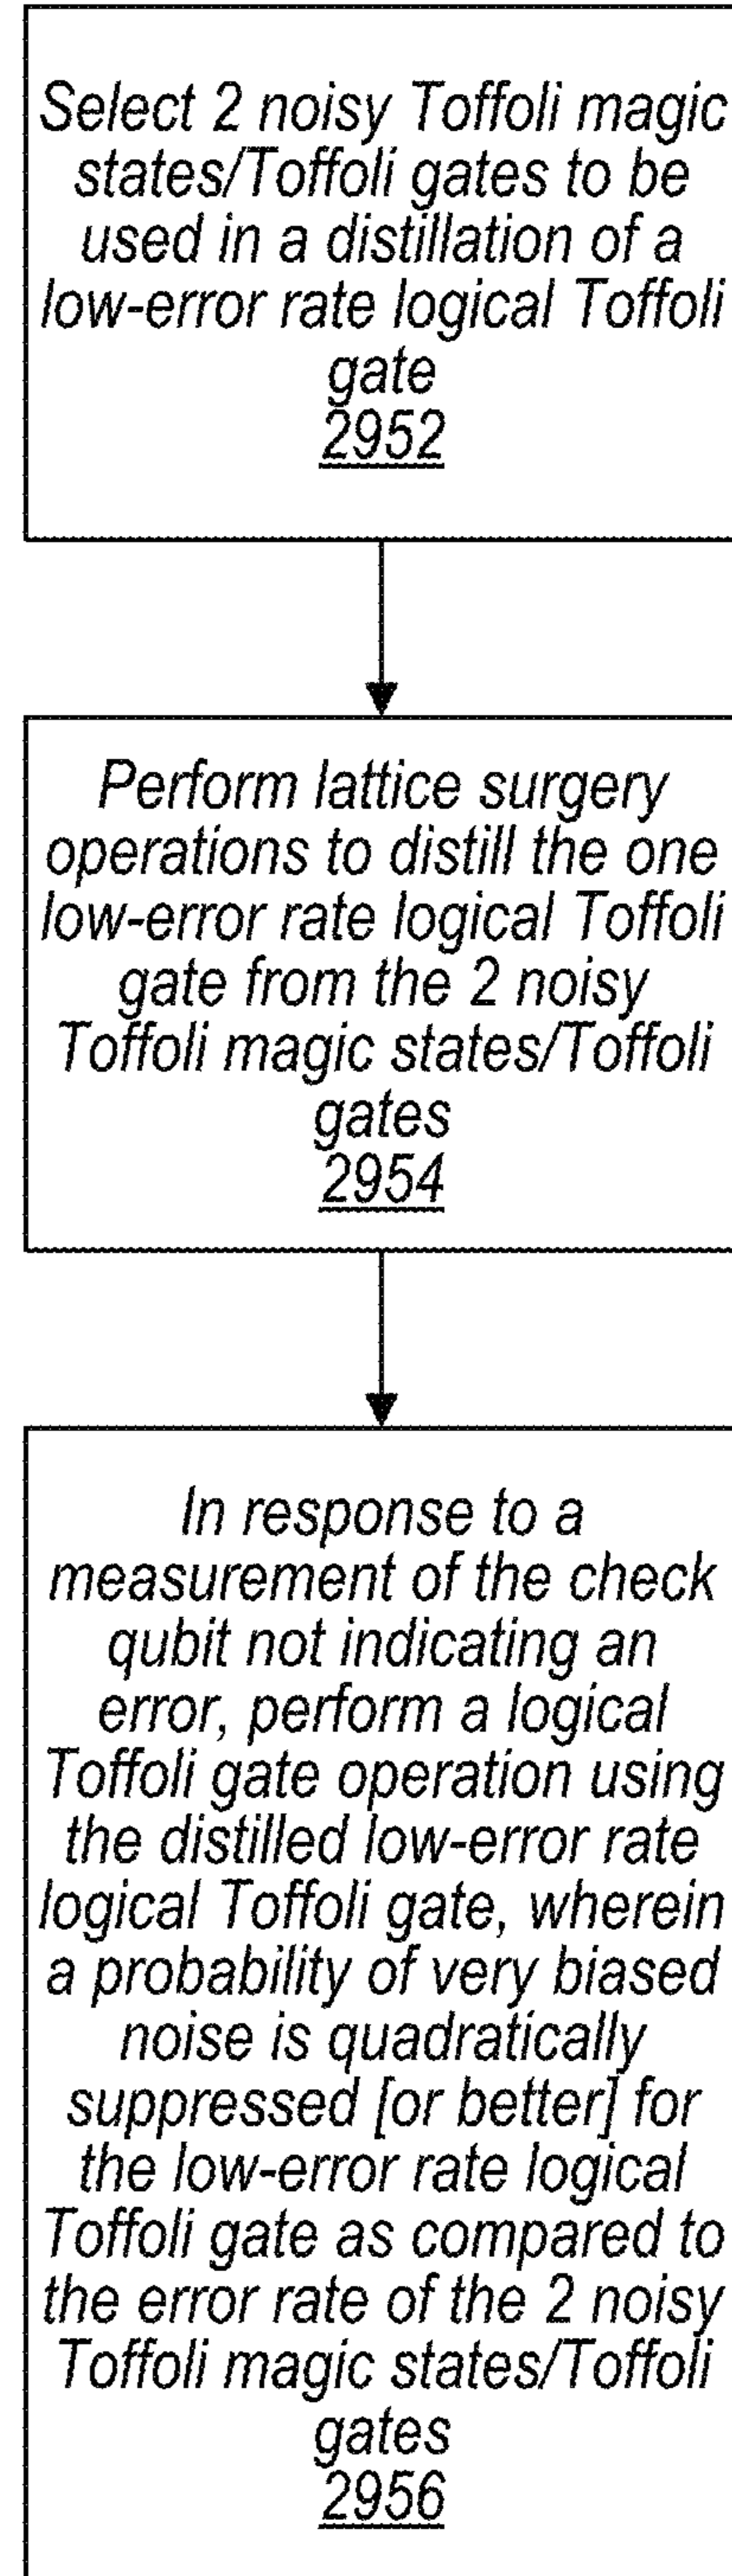 Select 2 noisy Toffoli magic
states/Toffoli gates to be
used in a distillation of a
low-error rate logical Toffoli
gate
2952
Perform lattice surgery
operations to distill the one
low-error rate logical Toffoli
gate from the 2 noisy
Toffoli magic states/Toffoli
gates
2954
In response to a
measurement of the check
qubit not indicating an
error, perform a logical
Toffoli gate operation using
the distilled low-error rate
logical Toffoli gate, wherein
a probability of very biased
noise is quadratically
suppressed [or better] for
the low-error rate logical
Toffoli gate as compared to
the error rate of the 2 noisy
Toffoli magic states/Toffoli
gates
2956